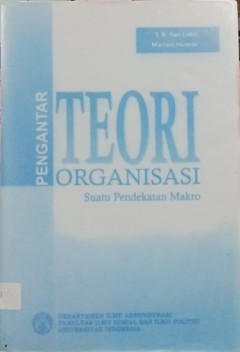 S. B. Hari Lubis
Martani Huseini
PENGANTAR
TEORI
ORGANISASI
Suatu Pendekatan Makro
DEPARTEMEN ILMU ADMINISTRASI
FAKULTAS ILMU SOSIAL DAN ILMU POLITIK
UNIVERSITAS INDONESIA